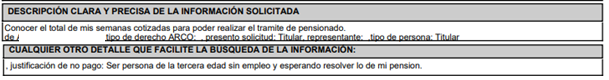 DESCRIPCIÓN CLARA Y PRECISA DE LA INFORMACIÓN SOLICITADA
Conocer el total de mis semanas cotizadas para poder realizar el tramite de pensionado.
de tipo de derecho ARCO: , presento solicitud: Titular, representante: ,tipo de persona: Titular
CUALQUIER OTRO DETALLE QUE FACILITE LA BUSQUEDA DE LA INFORMACIÓN:
, justificación de no pago: Ser persona de la tercera edad sin empleo y esperando resolver lo de mi pension.